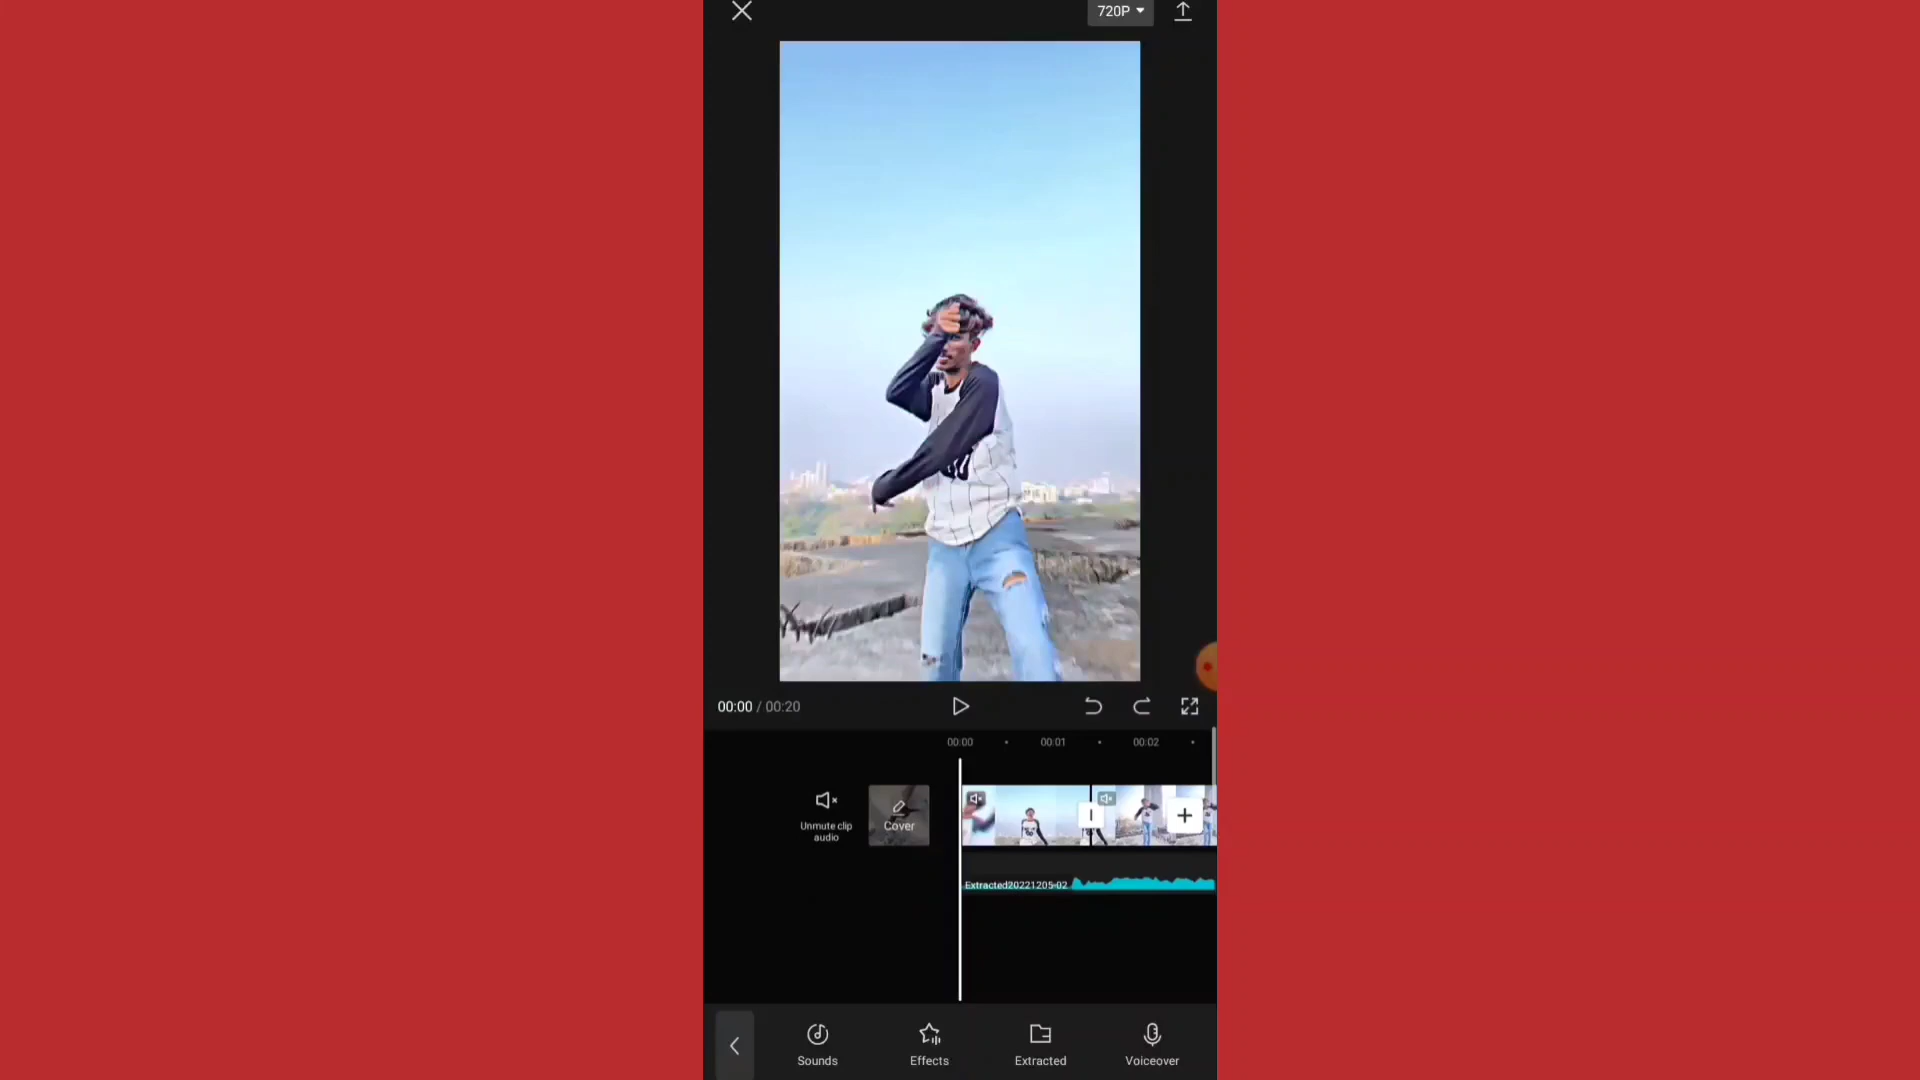 720P
00:00 / 00:20
00:00 00:01 00:02
Unmute clip
audio
Cover
Extracted20221205-02
Sounds Effects Extracted Voiceover